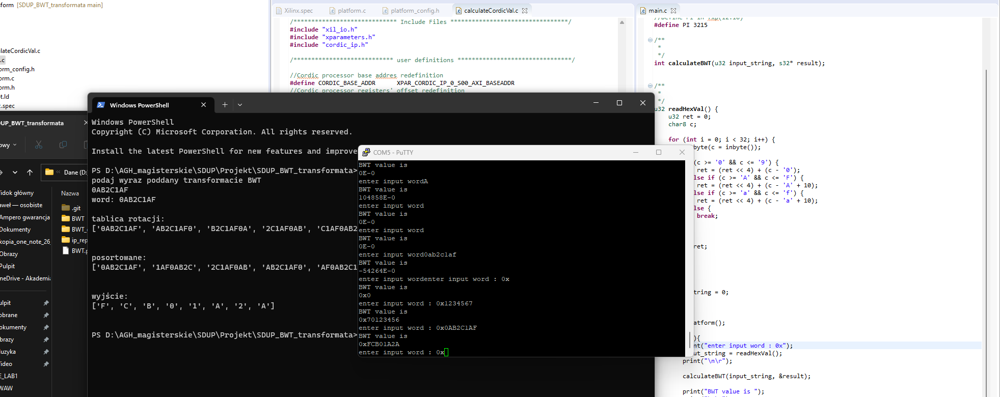 sform [SDUP_BWT_transformata main]
ulateCordicVal.c
.c
orm_config.h
orm.c
orm.h
t.ld
c.spec
Xilinx.spec
platform.c
platform_config.h
calculateCordicVal.c
/***************************** Include Files *********************************/
#include "xil_io.h"
#include "xparameters.h"
#include "cordic_ip.h"
/**************************** user definitions ********************************/
//Cordic processor base addres redefinition
#define CORDIC_BASE_ADDR XPAR_CORDIC_IP_0_S00_AXI_BASEADDR
//Cordic processor registers' offset redefinition
main.c
#define PI 3215
/**
*
*/
int calculateBWT(u32 input_string, s32* result);
/**
*
*/
u32 readHexVal() {
u32 ret = 0;
char8 c;
for (int i = 0; i < 32; i++) {
byte(c = inbyte());
(c >= '0' && c <= '9') {
ret = (ret << 4) + (c - '0');
lse if (c >= 'A' && c <= 'F') {
ret = (ret << 4) + (c - 'A' + 10);
lse if (c >= 'a' && c <= 'f') {
ret = (ret << 4) + (c - 'a' + 10);
lse {
break;
ret;
tring = 0;
atform();
){
nt("enter input word : 0x");
ut_string = readHexVal();
print("\n\r");
calculateBWT(input_string, &result);
print("BWT value is ");
DUP_BWT_transformata
owy
Dane (D:
Nazwa
idok główny
aweł — osobiste
Ampero gwarancja
Dokumenty
kopia_one_note_26_
Obrazy
Pulpit
neDrive - Akademia
ulpit
obrane
okumenty
brazy
uzyka
ideo
E_LAB1
WAW
.git
BWT
BWT_
ip_rep
BWT.p
Windows PowerShell
Windows PowerShell
Copyright (C) Microsoft Corporation. All rights reserved.
Install the latest PowerShell for new features and improve
PS D:\AGH_magisterskie\SDUP\Projekt\SDUP_BWT_transformata>
podaj wyraz poddany transformacie BWT
0AB2C1AF
word: 0AB2C1AF
tablica rotacji:
['0AB2C1AF', 'AB2C1AF0', 'B2C1AF0A', '2C1AF0AB', 'C1AF0AB2
posortowane:
['0AB2C1AF', '1AF0AB2C', '2C1AF0AB', 'AB2C1AF0', 'AF0AB2C1
wyjście:
['F', 'C', 'B', '0', '1', 'A', '2', 'A']
PS D:\AGH_magisterskie\SDUP\Projekt\SDUP_BWT_transformata>
COM5 - PuTTY
BWT value is
0E-0
enter input wordA
BWT value is
104858E-0
enter input word
BWT value is
0E-0
enter input word
BWT value is
0E-0
enter input word0ab2c1af
BWT value is
-54264E-0
enter input wordenter input word : 0x
BWT value is
0x0
enter input word : 0x1234567
BWT value is
0x70123456
enter input word : 0x0AB2C1AF
BWT value is
0xFCB01A2A
enter input word : 0x